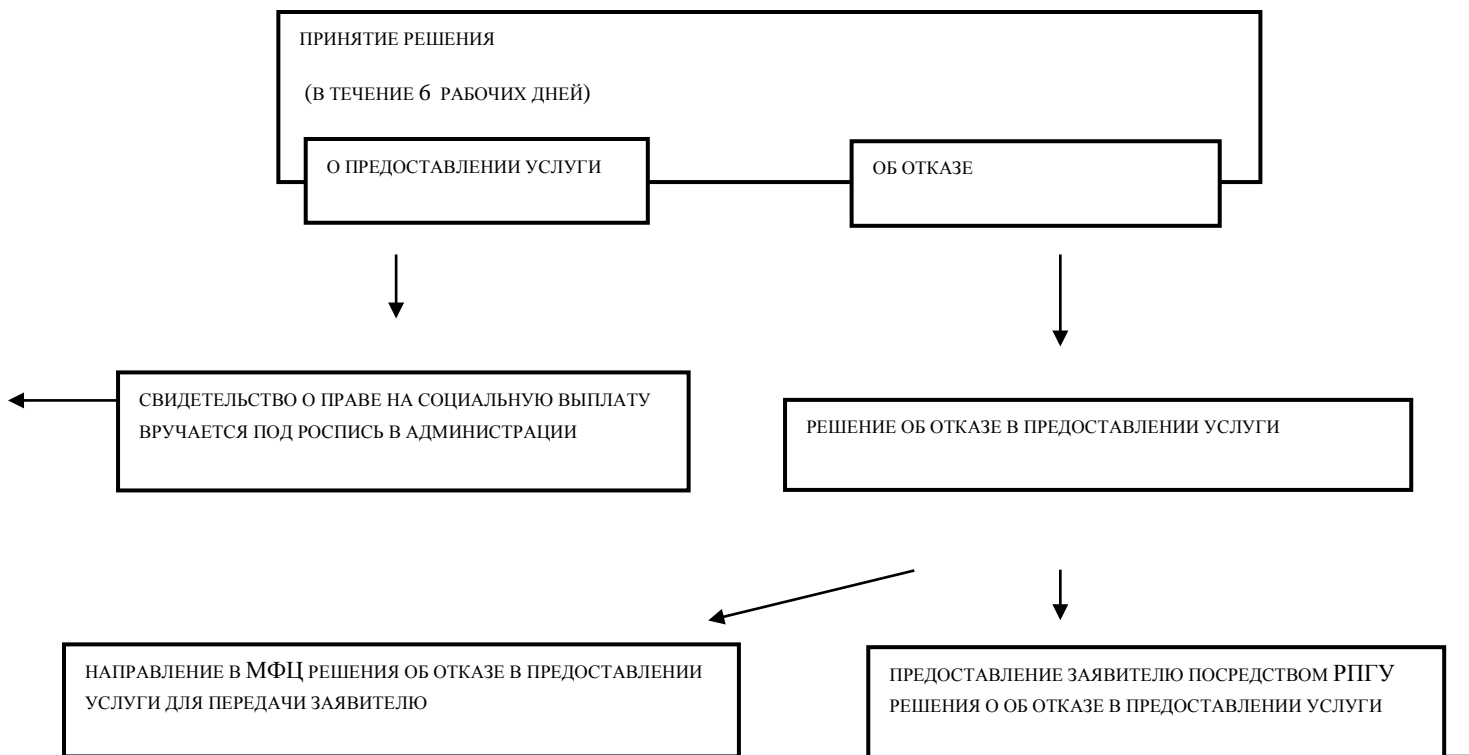 ПРИНЯТИЕ РЕШЕНИЯ
(В ТЕЧЕНИЕ 6 РАБОЧИХ ДНЕЙ)
О ПРЕДОСТАВЛЕНИИ УСЛУГИ
ОБ ОТКАЗЕ
СВИДЕТЕЛЬСТВО О ПРАВЕ НА СОЦИАЛЬНУЮ ВЫПЛАТУ
ВРУЧАЕТСЯ ПОД РОСПИСЬ В АДМИНИСТРАЦИИ
РЕШЕНИЕ ОБ ОТКАЗЕ В ПРЕДОСТАВЛЕНИИ УСЛУГИ
НАПРАВЛЕНИЕ В МФЦ РЕШЕНИЯ ОБ ОТКАЗЕ В ПРЕДОСТАВЛЕНИИ
УСЛУГИ ДЛЯ ПЕРЕДАЧИ ЗАЯВИТЕЛЮ
ПРЕДОСТАВЛЕНИЕ ЗАЯВИТЕЛЮ ПОСРЕДСТВОМ РПГУ
РЕШЕНИЯ О ОБ ОТКАЗЕ В ПРЕДОСТАВЛЕНИИ УСЛУГИ